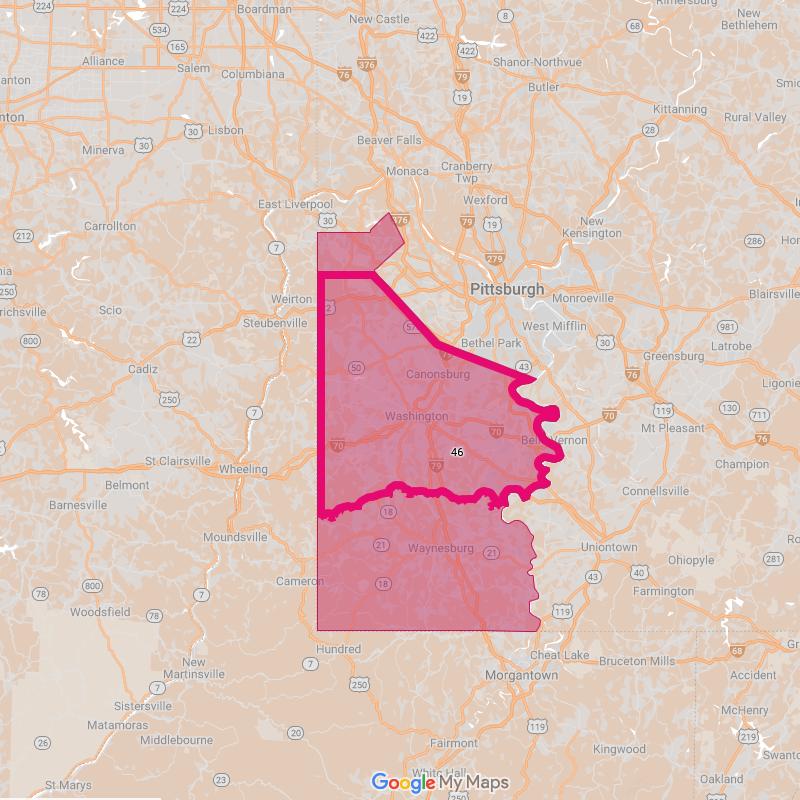 224
Boardman
New Castle
8
Rimersburg
New
Bethlehem
224
224
534
165
422
422
68
Alliance
Salem
Columbiana
376
76
79
Shanor-Northvue
Butler
19
Kittanning
Rural Valley
Lisbon
30
30
Minerva
Beaver Falls
28
Monaca
Cranberry
Twp
Wexford
East Liverpool
30
376
79
19
New
Kensington
Carrollton
212
7
286
279
Pittsburgh
Monroeville
Blairsville
250
Weirton
Steubenville
Scio
West Mifflin
981
Latrobe
800
22
Bethel Park
30
Greensburg
Cadiz
50
Canonsburg
43
76
Ligonier
250
7
Washington
70
119
130
711
Mt Pleasant
70
70
Belle Vernon
76
St Clairsville
Wheeling
46
79
Champion
Belmont
Barnesville
Connellsville
18
Moundsville
21
Waynesburg
21
Uniontown
Ohiopyle
281
Cameron
18
43
40
Farmington
78
800
7
Woodsfield
78
119
Hundred
Cheat Lake
Bruceton Mills
68
New
Martinsville
7
Morgantown
Accident
250
7
Sistersville
McHenry
Matamoras
20
119
26
Middlebourne
219
Fairmont
Kingwood
White Hall
23
Oakland
St Marys
Google My Maps